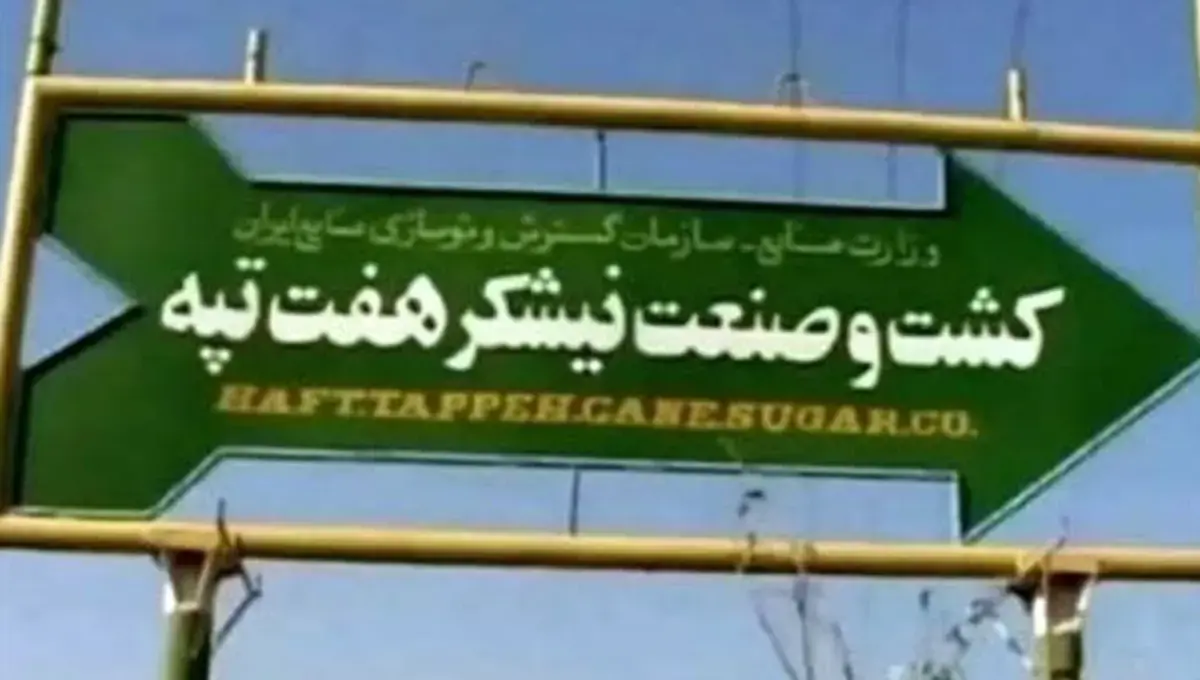 وزارت صنایع - سازمان گسترش و نوسازی صنایع ایران
کشت و صنعت نیشکر هفت تپه
HAFT.TAPPEH.CANE.SUGAR.CO.